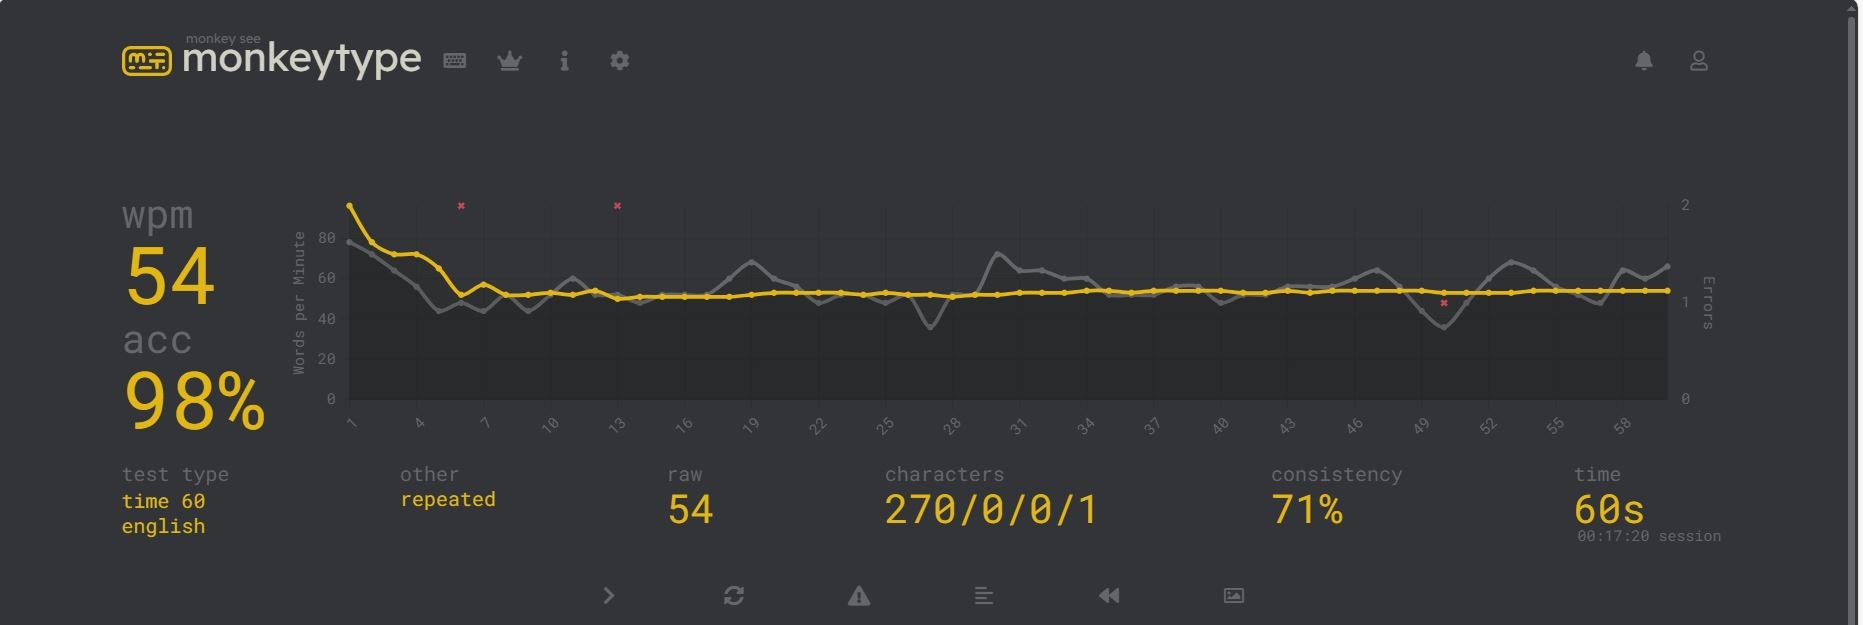 monkey see
monkeytype
wpm
54
acc
98%
Words per Minute
80
60
40
20
0
2
1
0
Errors
1 4 7 10 13 16 19 22 25 28 31 34 37 40 43 46 49 52 55 58
test type
time 60
english
other
repeated
raw
54
characters
270/0/0/1
consistency
71%
time
60s
00:17:20 session